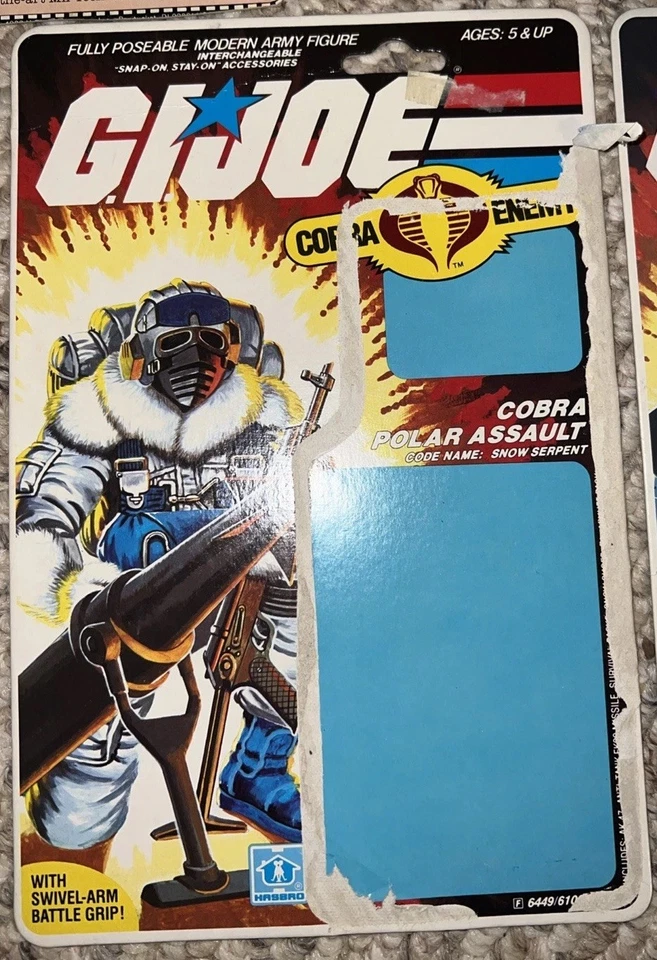 FULLY POSEABLE MODERN ARMY FIGURE
INTERCHANGEABLE
"SNAP-ON, STAY-ON" ACCESSORIES
AGES: 5 & UP
G.I.JOE
COBRA
ENEMY
TM
COBRA
POLAR ASSAULT
CODE NAME: SNOW SERPENT
WITH
SWIVEL-ARM
BATTLE GRIP!
HASBRO
F 6449/610